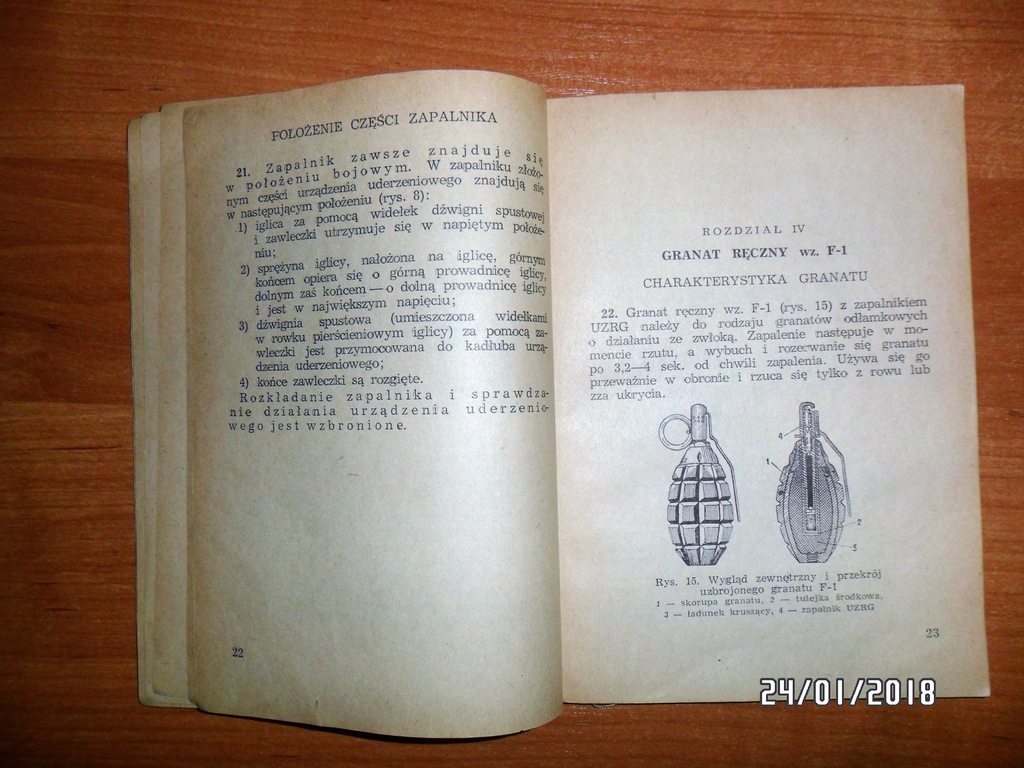 POŁOŻENIE CZĘŚCI ZAPALNIKA
21. Zapalnik zawsze znajduje się
w położeniu bojowym. W zapalniku złożo-
nym części urządzenia uderzeniowego znajdują się
w następującym położeniu (rys. 8):
1) iglica za pomocą widełek dźwigni spustowej
i zawleczki utrzymuje się w napiętym położe-
niu;
2) sprężyna iglicy, nałożona na iglicę, górnym
końcem opiera się o górną prowadnicę iglicy,
dolnym zaś końcem — o dolną prowadnicę iglicy
i jest w największym napięciu;
3) dźwignia spustowa (umieszczona widełkami
w rowku pierścieniowym iglicy) za pomocą za-
wleczki jest przymocowana do kadłuba urzą-
dzenia uderzeniowego;
4) końce zawleczki są rozgięte.
Rozkładanie zapalnika i sprawdza-
nie działania urządzenia uderzenio-
wego jest wzbronione.
22
ROZDZIAŁ IV
GRANAT RĘCZNY wz. F-1
CHARAKTERYSTYKA GRANATU
22. Granat ręczny wz. F-1 (rys. 15) z zapalnikiem
UZRG należy do rodzaju granatów odłamkowych
o działaniu ze zwłoką. Zapalenie następuje w mo-
mencie rzutu, a wybuch i rozerwanie się granatu
po 3,2—4 sek. od chwili zapalenia. Używa się go
przeważnie w obronie i rzuca się tylko z rowu lub
zza ukrycia.
4
1
2
3
Rys. 15. Wygląd zewnętrzny i przekrój
uzbrojonego granatu F-1
1 — skorupa granatu, 2 — tulejka środkowa,
3 — ładunek kruszący, 4 — zapalnik UZRG
23
24/01/2018